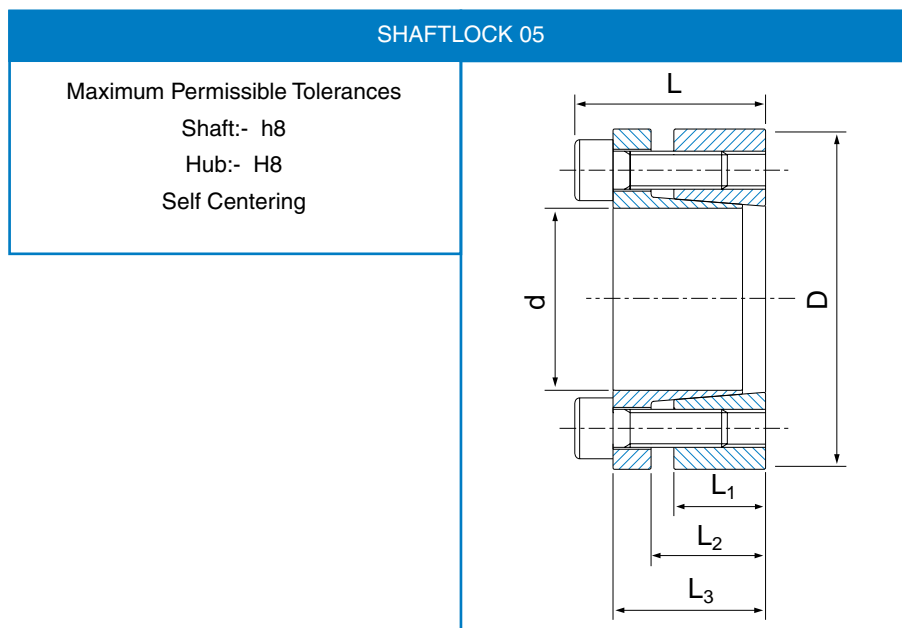 SHAFTLOCK 05
Maximum Permissible Tolerances
Shaft:- h8
Hub:- H8
Self Centering
L
d
D
L₁
L₂
L₃